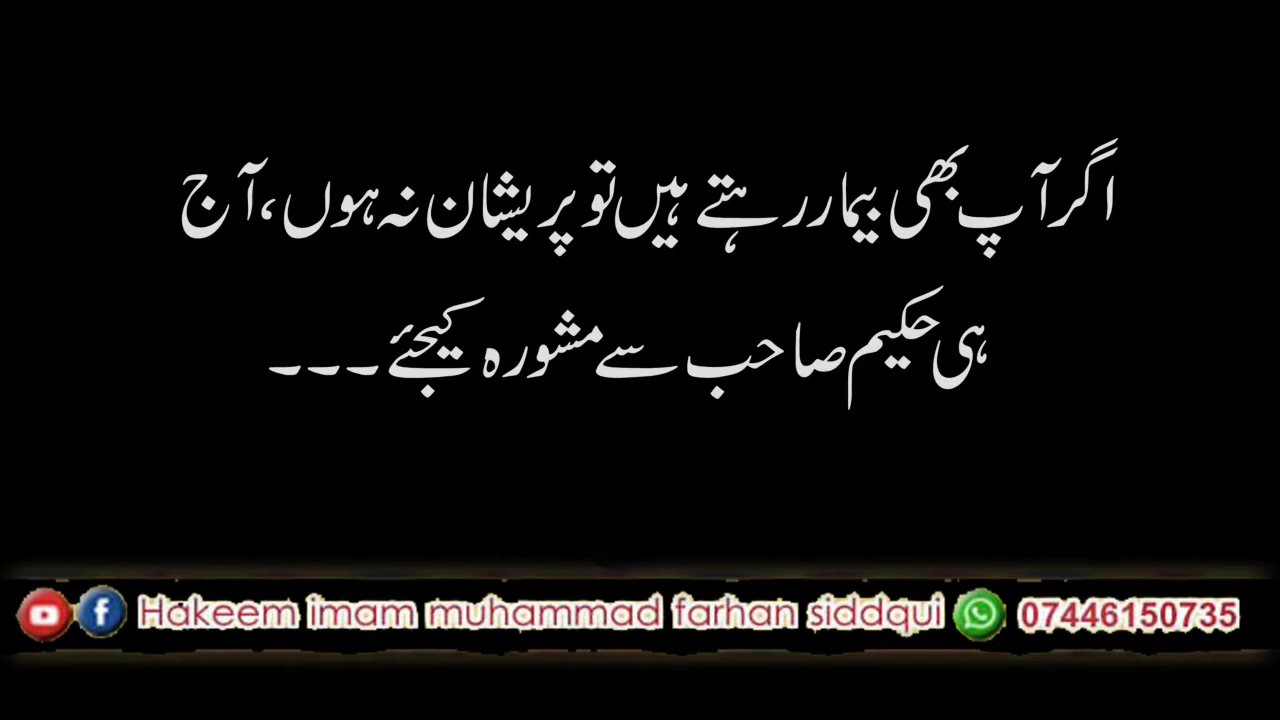 اگر آپ بھی بیمار رہتے ہیں تو پریشان نہ ہوں، آج
ہی حکیم صاحب سے مشورہ کیجئے۔۔۔
Hakeem imam muhammad farhan siddqui 07446150735